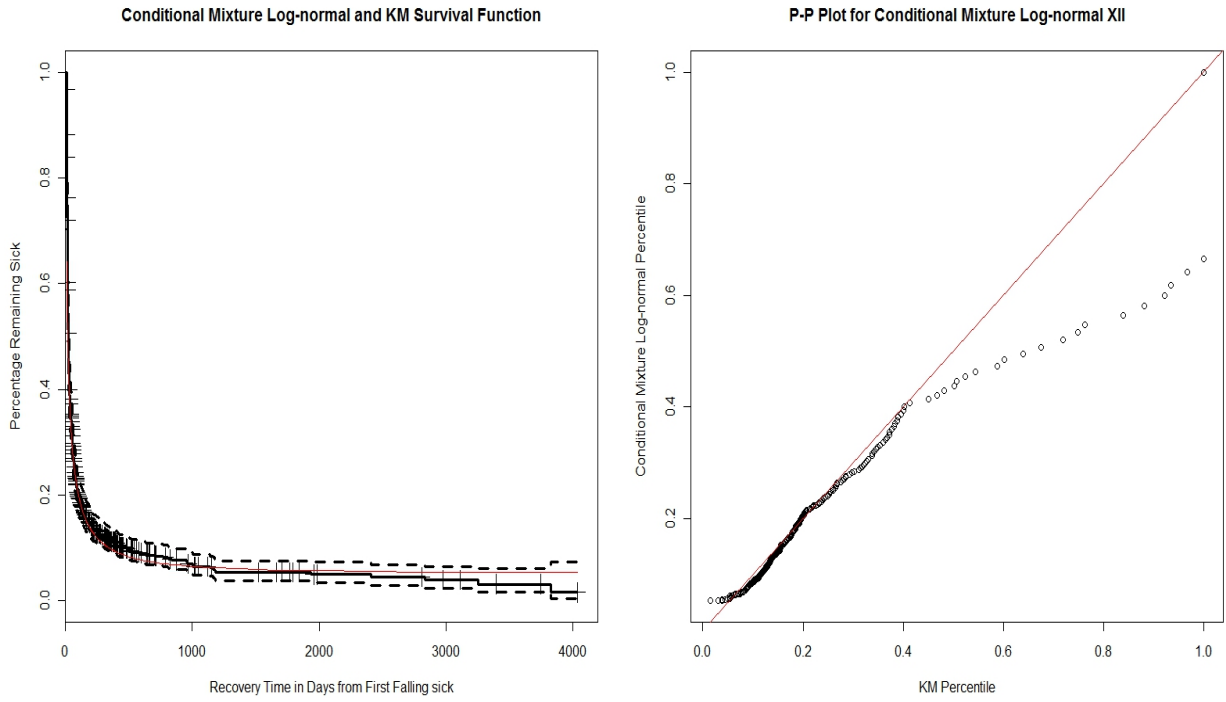 Conditional Mixture Log-normal and KM Survival Function
Percentage Remaining Sick
1.0
0.8
0.6
0.4
0.2
0.0
0 1000 2000 3000 4000
Recovery Time in Days from First Falling sick
P-P Plot for Conditional Mixture Log-normal XII
Conditional Mixture Log-normal Percentile
1.0
0.8
0.6
0.4
0.2
0.0 0.2 0.4 0.6 0.8 1.0
KM Percentile